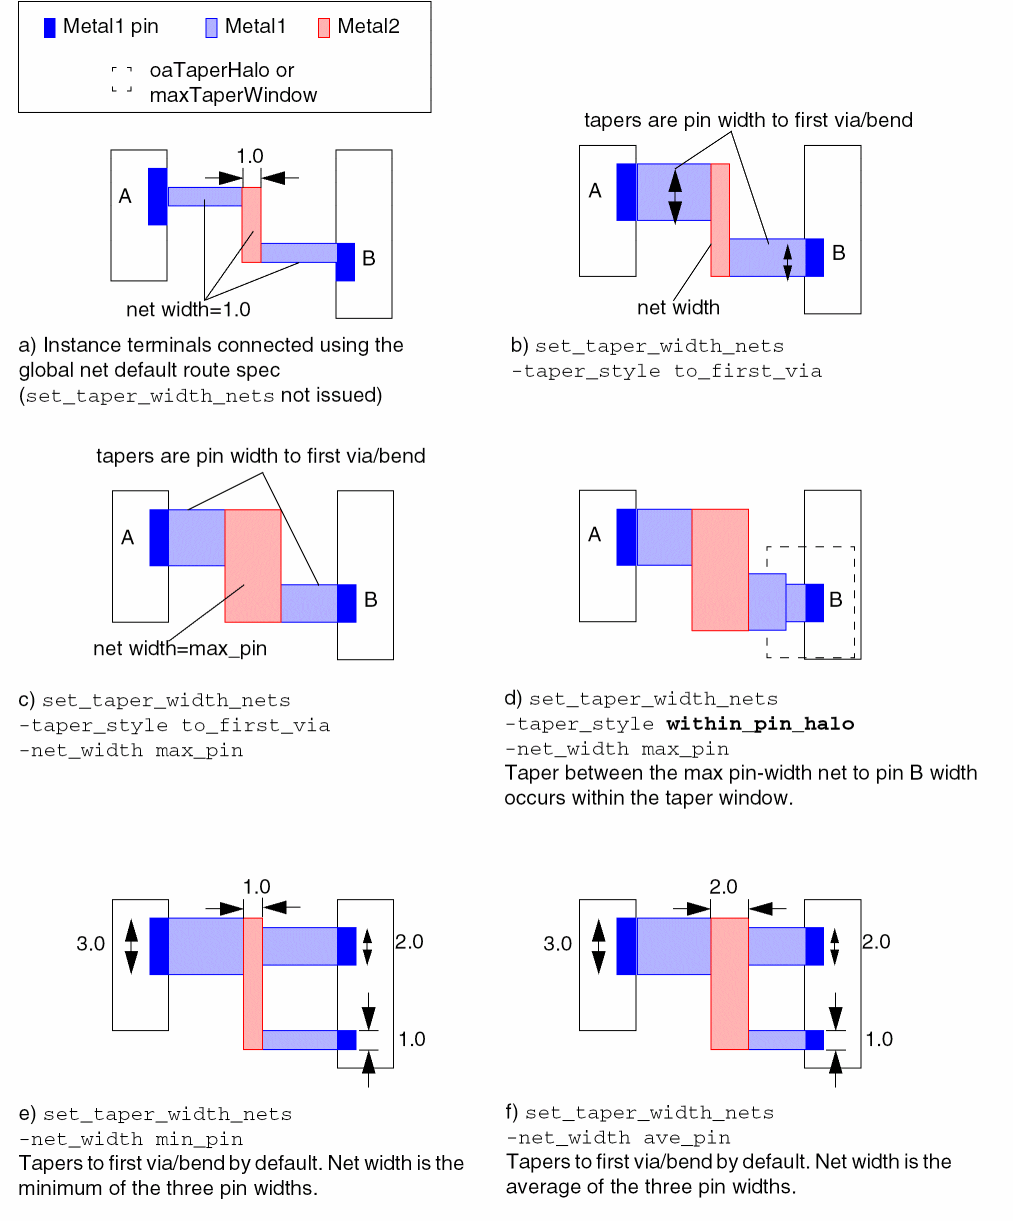 Metal1 pin Metal1 Metal2
oaTaperHalo or
maxTaperWindow
1.0
A
B
net width=1.0
a) Instance terminals connected using the
global net default route spec
(set_taper_width_nets not issued)
tapers are pin width to first via/bend
A
B
net width
b) set_taper_width_nets
-taper_style to_first_via
tapers are pin width to first via/bend
A
B
net width=max_pin
c) set_taper_width_nets
-taper_style to_first_via
-net_width max_pin
A
B
d) set_taper_width_nets
-taper_style within_pin_halo
-net_width max_pin
Taper between the max pin-width net to pin B width
occurs within the taper window.
1.0
3.0
2.0
1.0
e) set_taper_width_nets
-net_width min_pin
Tapers to first via/bend by default. Net width is the
minimum of the three pin widths.
2.0
3.0
2.0
1.0
f) set_taper_width_nets
-net_width ave_pin
Tapers to first via/bend by default. Net width is the
average of the three pin widths.